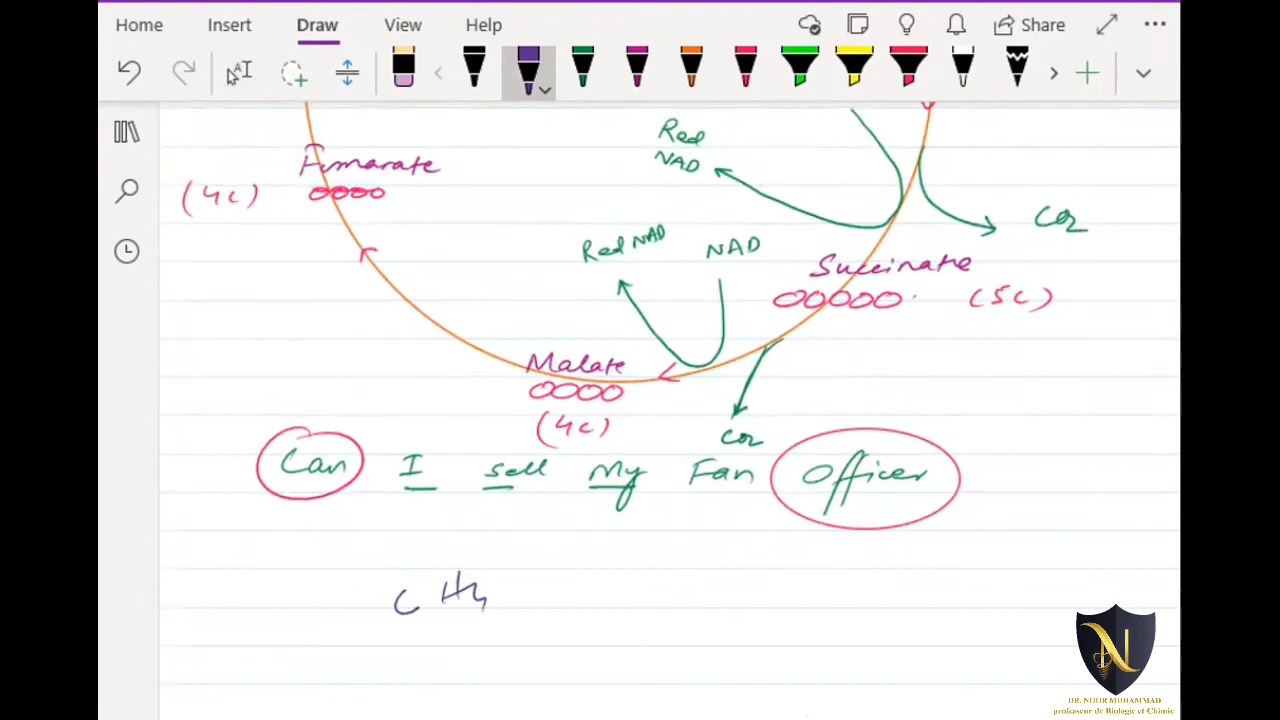 Home Insert Draw View Help Share
Red
NAD
Fumarate
(4C)
CO2
Red NAD NAD
Succinate
(5C)
Malate
(4C)
CO2
Can I sell My Fan Officer
C H4
N
DR. NOOR MUHAMMAD
professeur de Biologie et Chimie